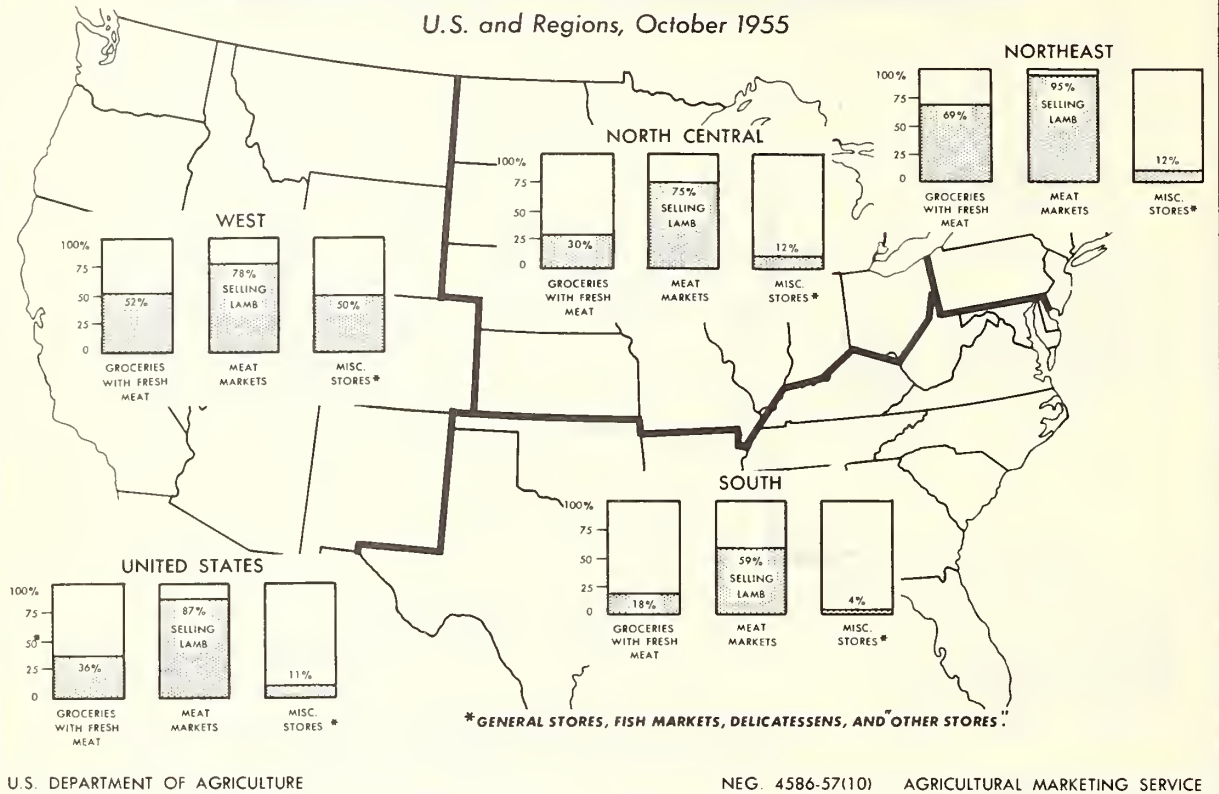 U.S. and Regions, October 1955
NORTHEAST
100%
75
50
25
0
69%
95%
SELLING
LAMB
12%
GROCERIES
WITH FRESH
MEAT
MEAT
MARKETS
MISC.
STORES*
NORTH CENTRAL
100%
75
50
25
0
30%
75%
SELLING
LAMB
12%
GROCERIES
WITH FRESH
MEAT
MEAT
MARKETS
MISC.
STORES*
WEST
100%
75
50
25
0
52%
78%
SELLING
LAMB
50%
GROCERIES
WITH FRESH
MEAT
MEAT
MARKETS
MISC.
STORES*
SOUTH
100%
75
50
25
0
18%
59%
SELLING
LAMB
4%
GROCERIES
WITH FRESH
MEAT
MEAT
MARKETS
MISC.
STORES*
UNITED STATES
100%
75
50*
25
0
36%
87%
SELLING
LAMB
11%
GROCERIES
WITH FRESH
MEAT
MEAT
MARKETS
MISC.
STORES *
*GENERAL STORES, FISH MARKETS, DELICATESSENS, AND "OTHER STORES".
U.S. DEPARTMENT OF AGRICULTURE
NEG. 4586-57(10) AGRICULTURAL MARKETING SERVICE